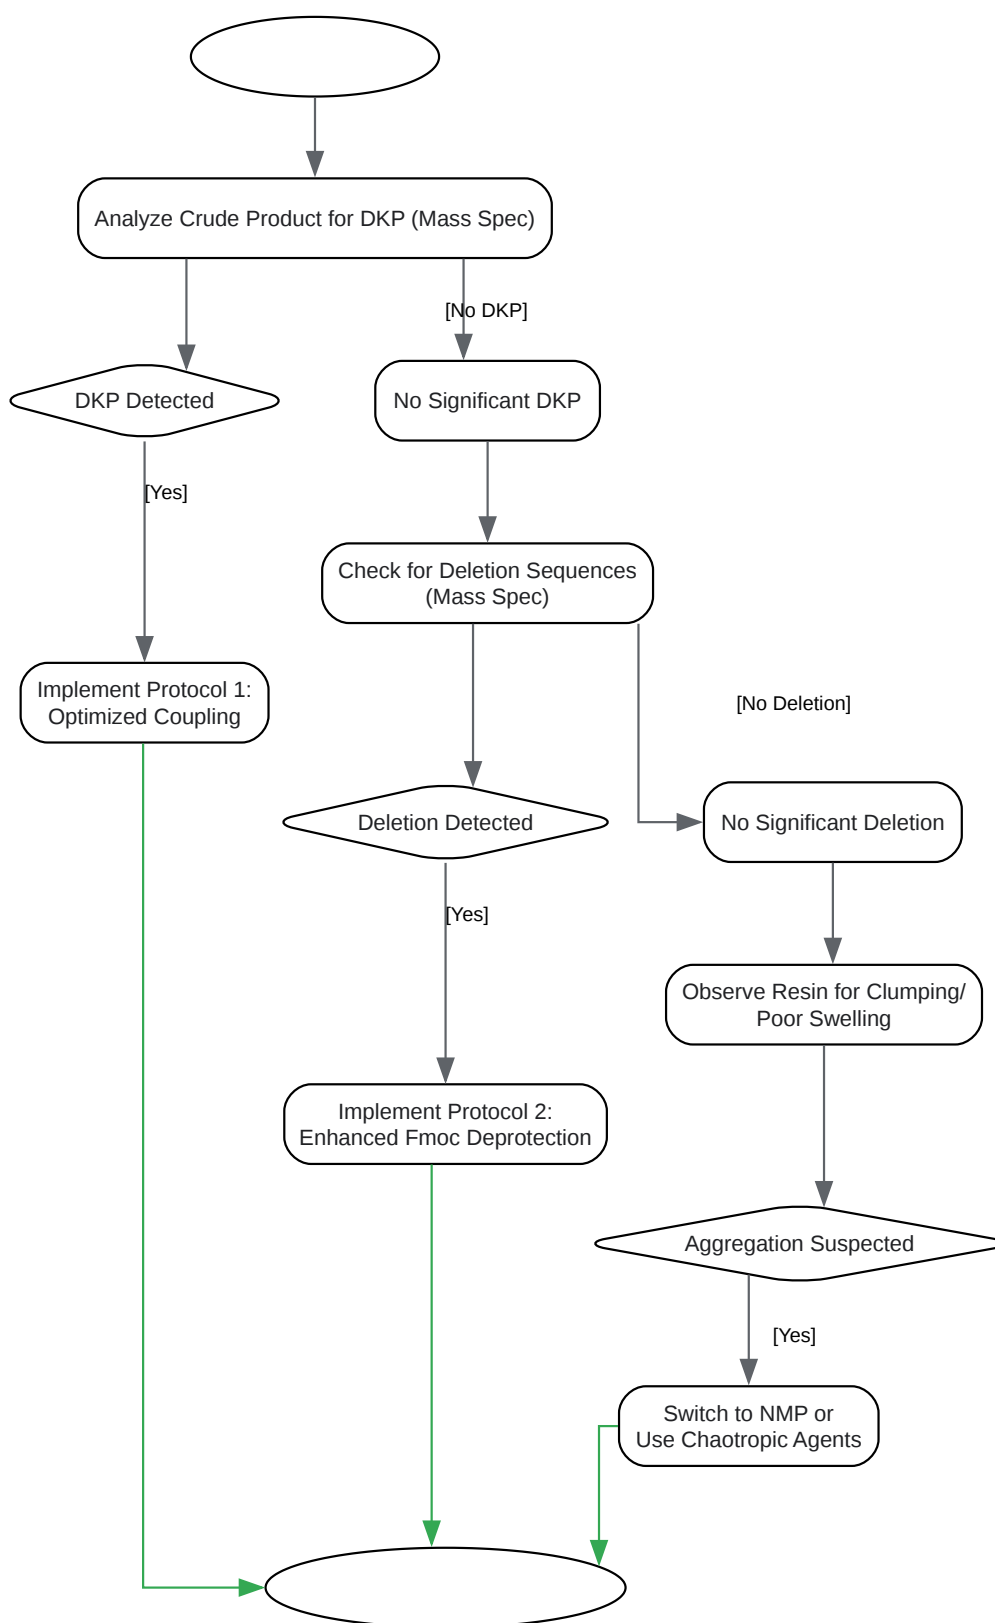 Analyze Crude Product for DKP (Mass Spec)
[No DKP]
DKP Detected
No Significant DKP
[Yes]
Check for Deletion Sequences
(Mass Spec)
Implement Protocol 1:
Optimized Coupling
[No Deletion]
Deletion Detected
No Significant Deletion
[Yes]
Observe Resin for Clumping/
Poor Swelling
Implement Protocol 2:
Enhanced Fmoc Deprotection
Aggregation Suspected
[Yes]
Switch to NMP or
Use Chaotropic Agents